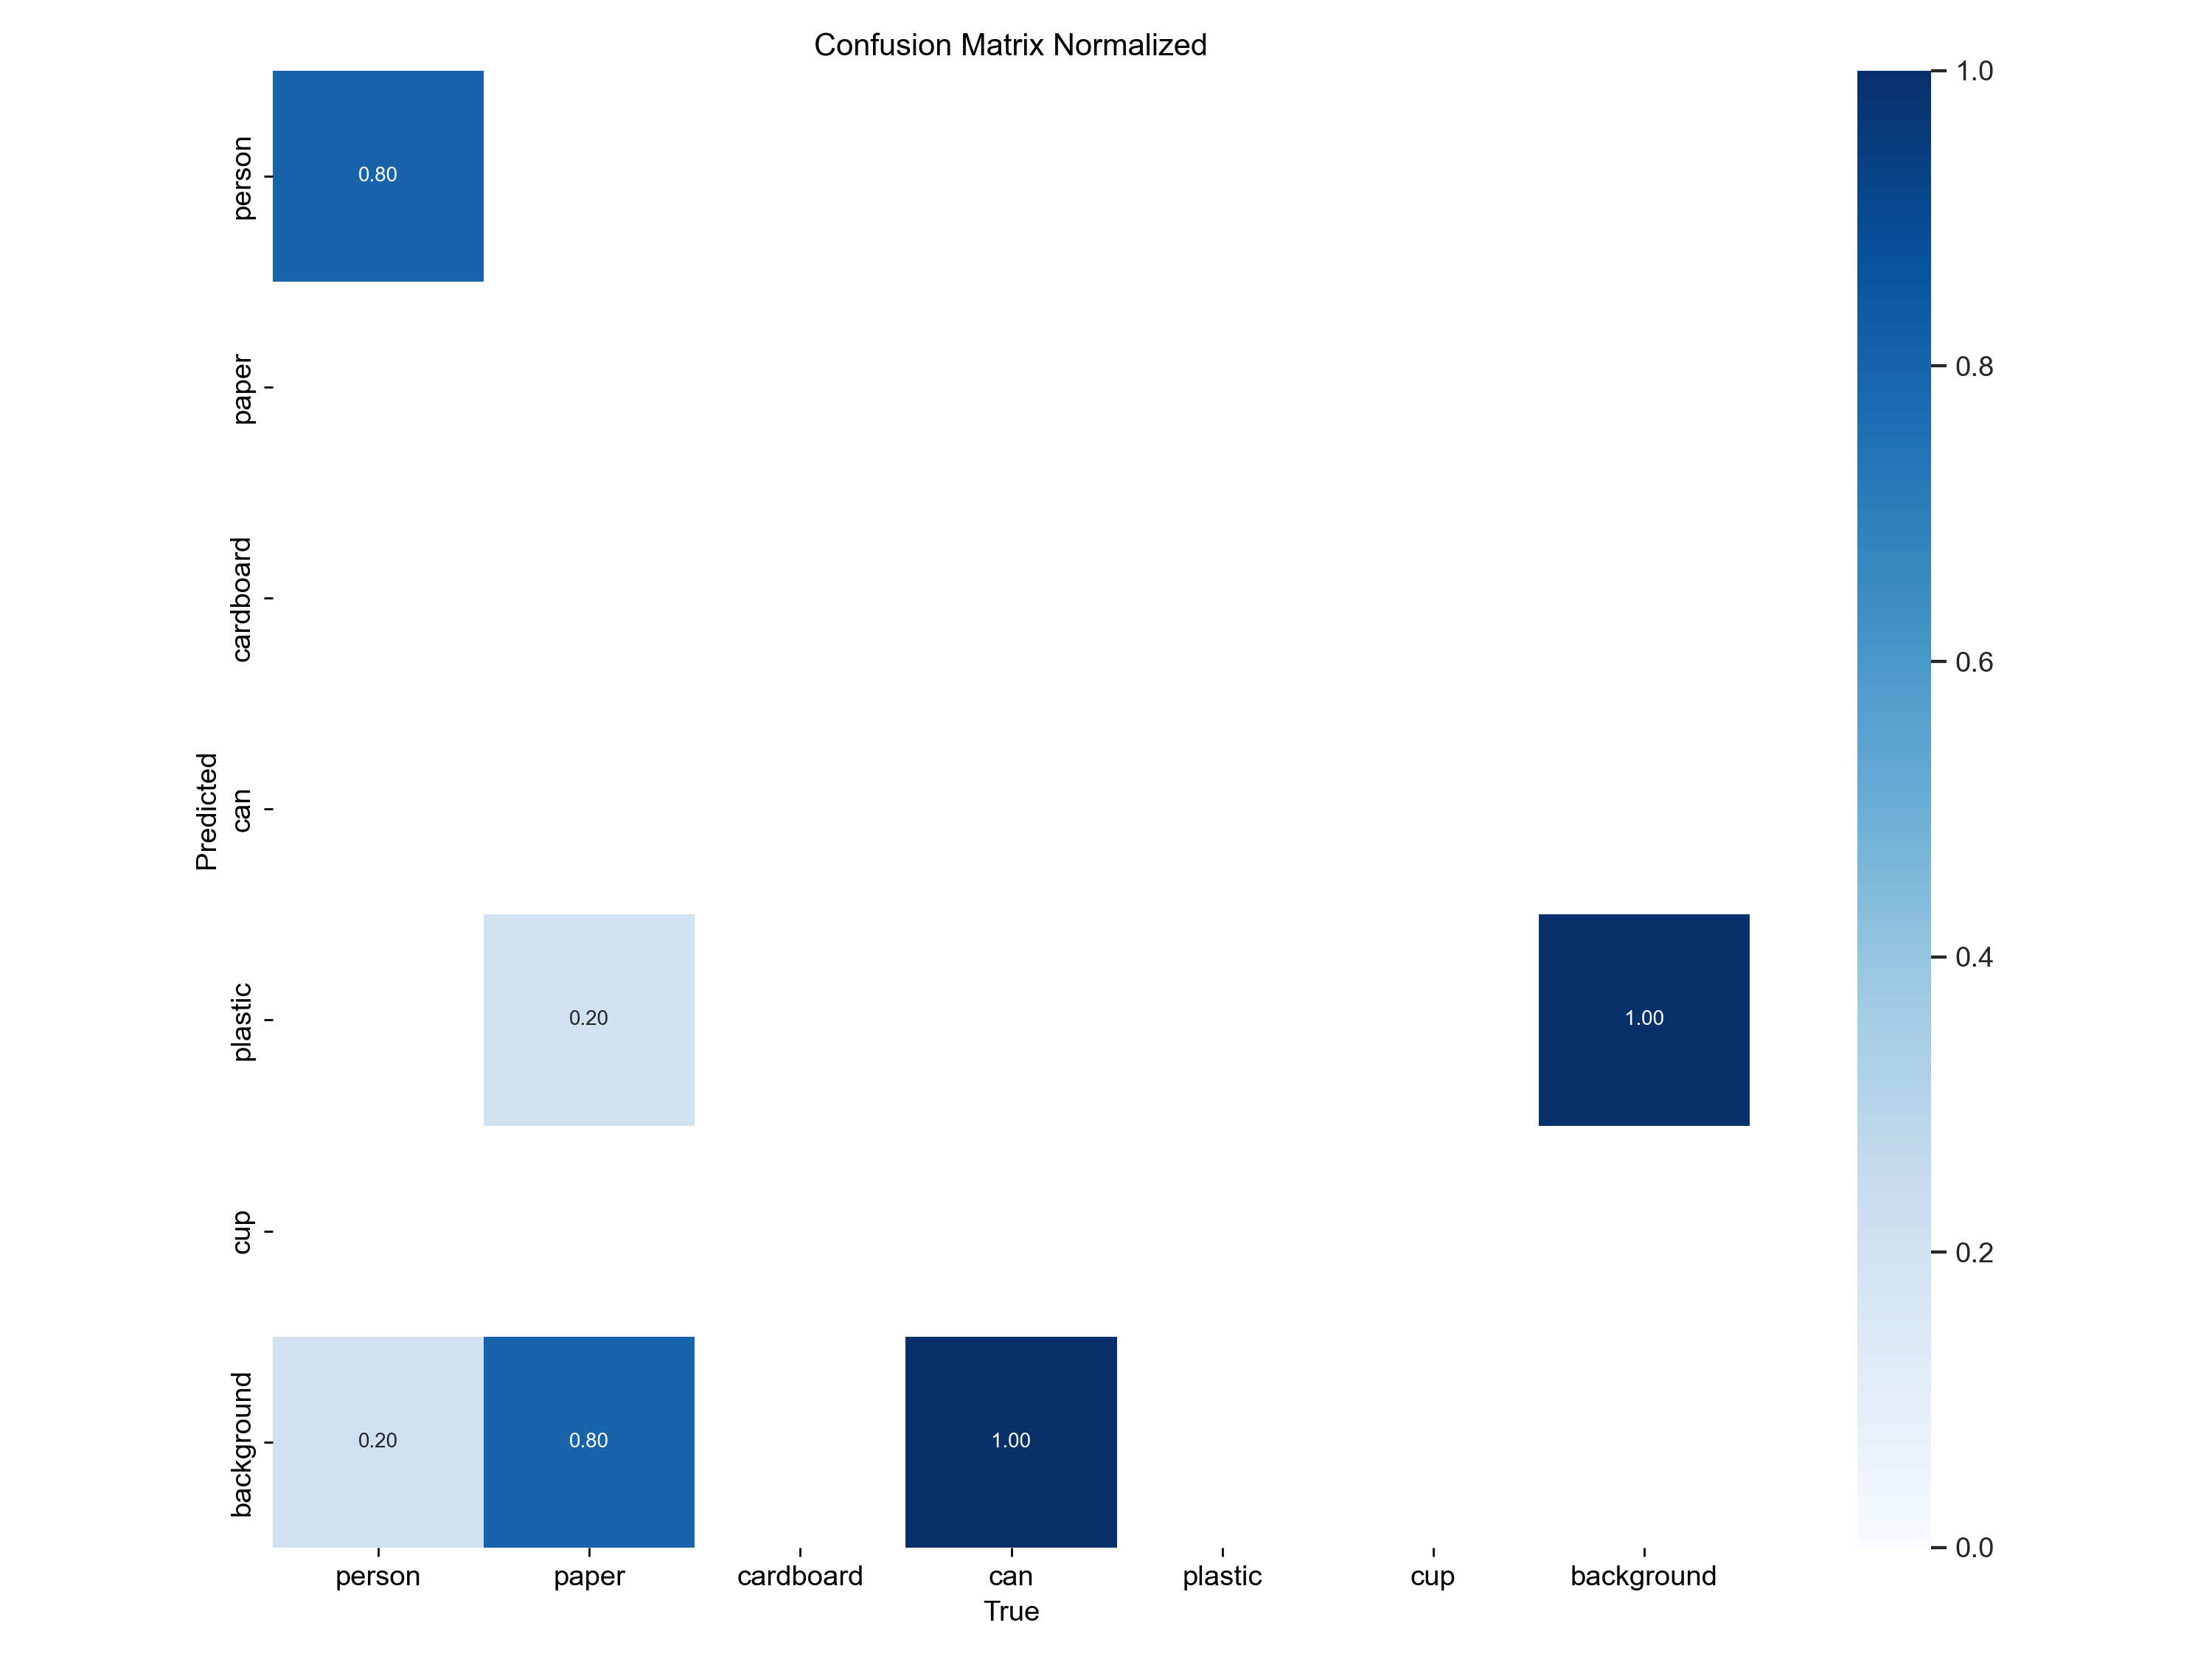 Confusion Matrix Normalized
Predicted
person
0.80
paper
cardboard
can
plastic
0.20
1.00
cup
background
0.20
0.80
1.00
person
paper
cardboard
can
plastic
cup
background
True
1.0
0.8
0.6
0.4
0.2
0.0